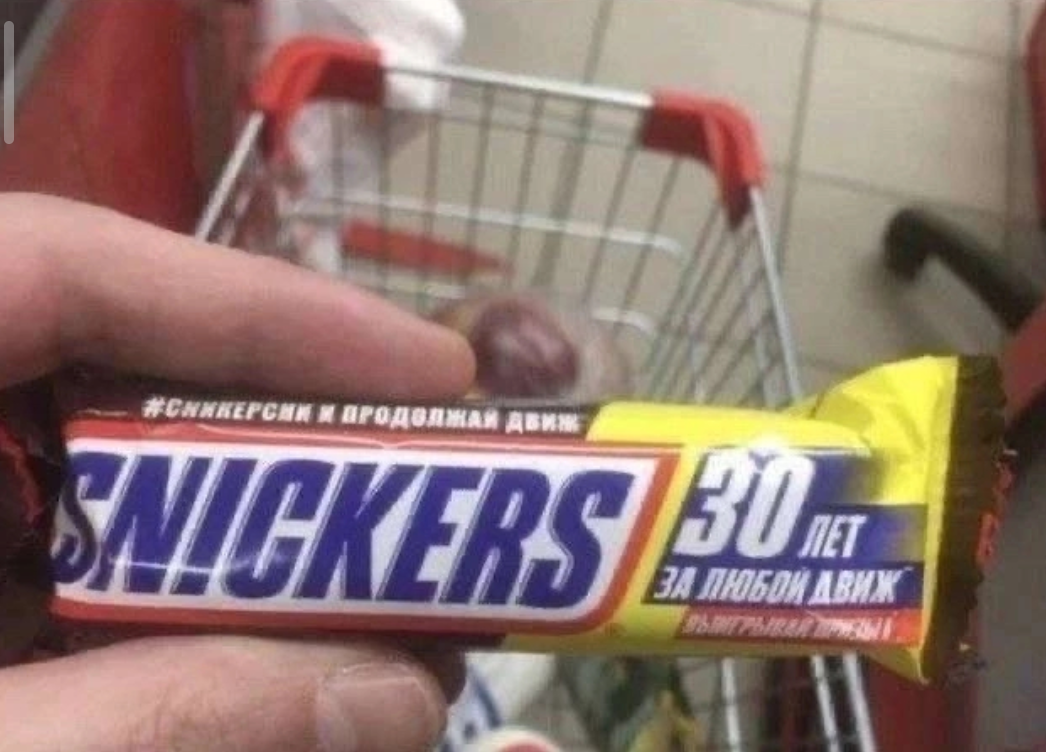 #СНИКЕРСНИ И ПРОДОЛЖАЙ ДВИЖ
SNICKERS
30 ЛЕТ
ЗА ЛЮБОЙ ДВИЖ
ВЫИГРЫВАЙ ПРИЗЫ!